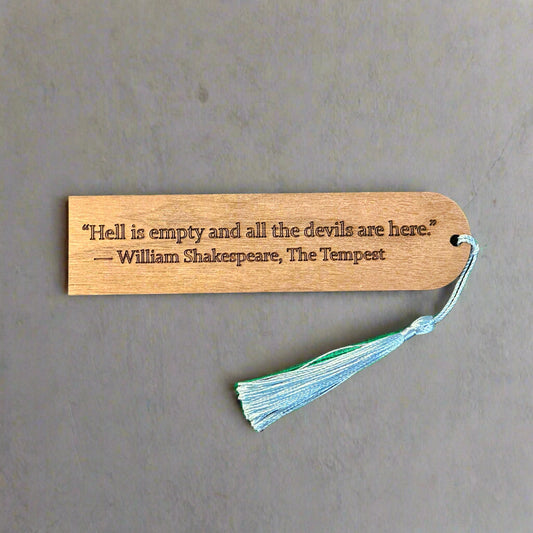 “Hell is empty and all the devils are here.”
— William Shakespeare, The Tempest